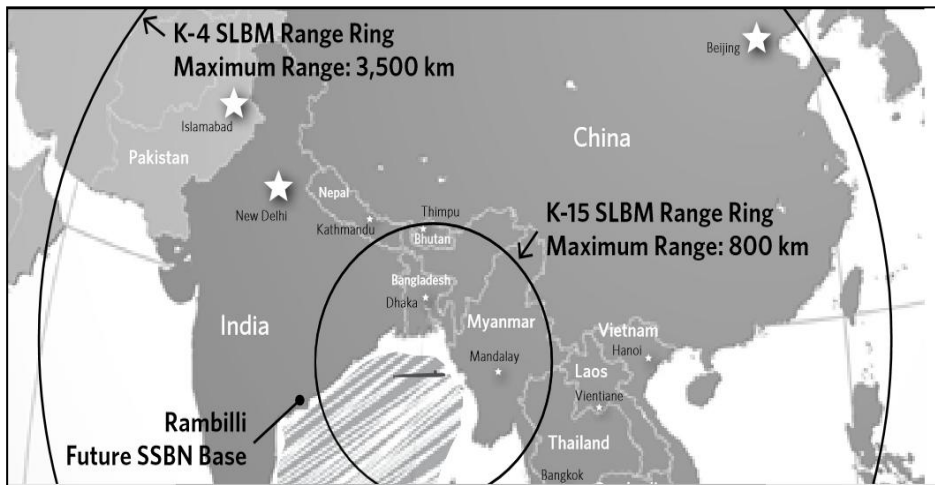 K-4 SLBM Range Ring
Maximum Range: 3,500 km
Beijing
Islamabad
China
Pakistan
Nepal
New Delhi
Kathmandu
Thimpu
Bhutan
K-15 SLBM Range Ring
Maximum Range: 800 km
Bangladesh
Dhaka
India
Myanmar
Vietnam
Hanoi
Mandalay
Laos
Vientiane
Rambilli
Future SSBN Base
Thailand
Bangkok